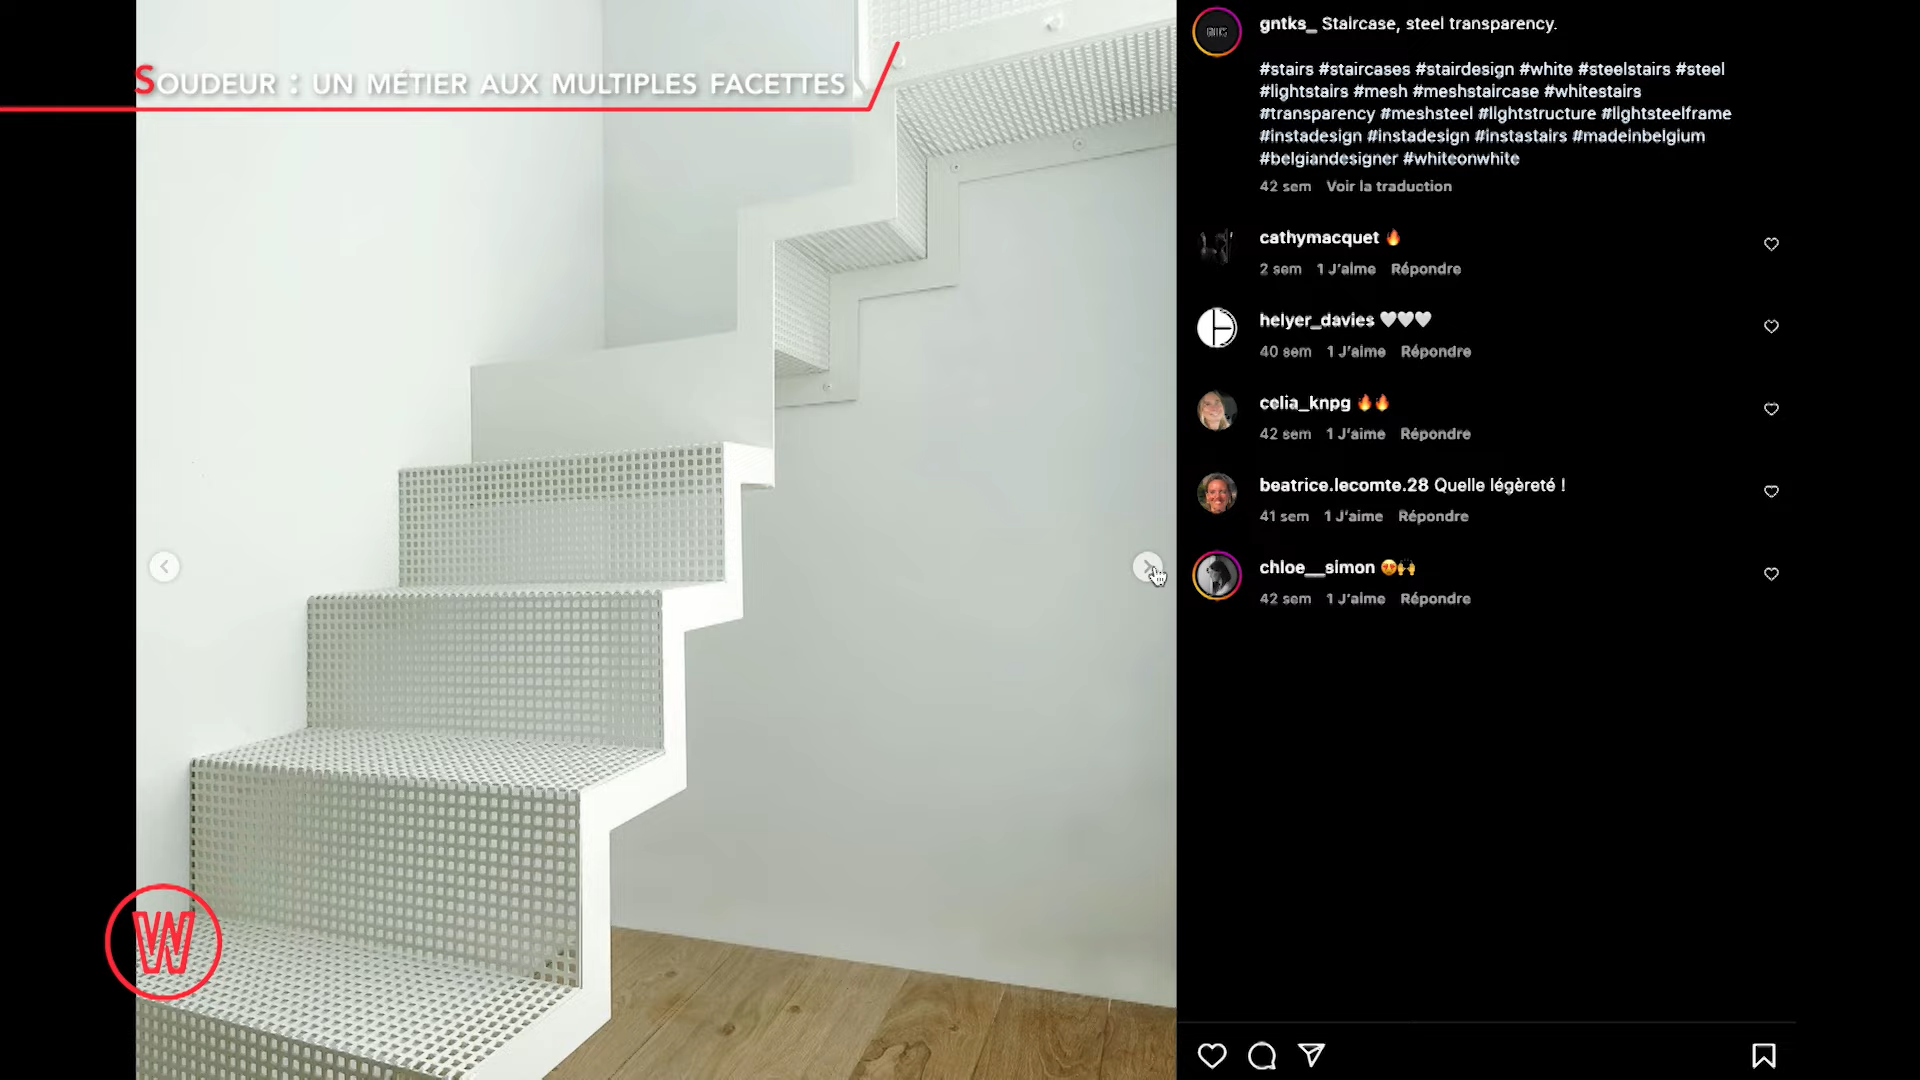 SOUDEUR : UN MÉTIER AUX MULTIPLES FACETTES
gntks_ Staircase, steel transparency.
#stairs #staircases #stairdesign #white #steelstairs #steel
#lightstairs #mesh #meshstaircase #whitestairs
#transparency #meshsteel #lightstructure #lightsteelframe
#instadesign #instadesign #instastairs #madeinbelgium
#belgiandesigner #whiteonwhite
42 sem Voir la traduction
cathymacquet 🔥
2 sem 1 J'aime Répondre
helyer_davies 🤍🤍🤍
40 sem 1 J'aime Répondre
celia_knpg 🔥🔥
42 sem 1 J'aime Répondre
beatrice.lecomte.28 Quelle légèreté !
41 sem 1 J'aime Répondre
chloe__simon 😍🙌
42 sem 1 J'aime Répondre
W